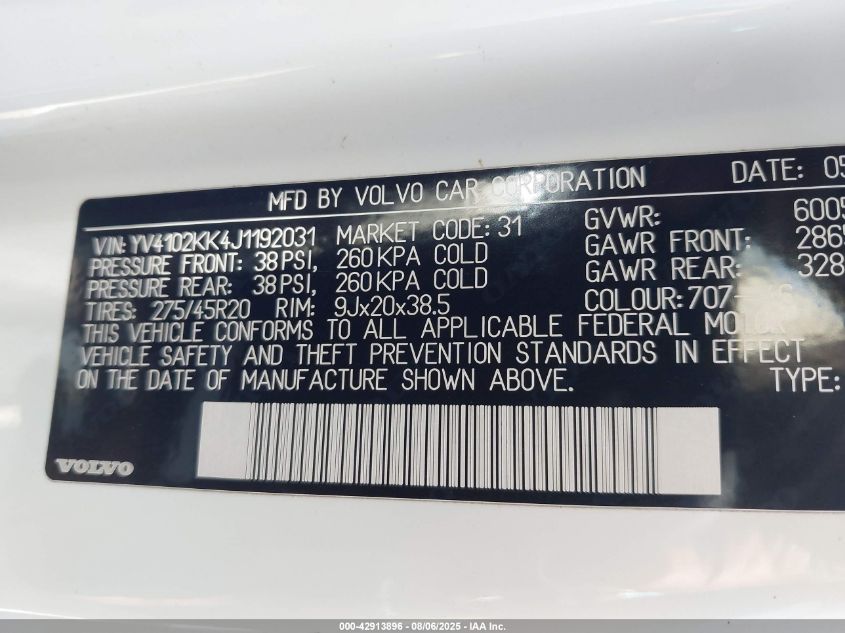 MFD BY VOLVO CAR CORPORATION DATE: 05
VIN: YV4102KK4J1192031 MARKET CODE: 31 GVWR: 6005
PRESSURE FRONT: 38 PSI, 260 KPA COLD GAWR FRONT: 2865
PRESSURE REAR: 38 PSI, 260 KPA COLD GAWR REAR: 328
TIRES: 275/45R20 RIM: 9Jx20x38.5 COLOUR: 707-
THIS VEHICLE CONFORMS TO ALL APPLICABLE FEDERAL MOTOR
VEHICLE SAFETY AND THEFT PREVENTION STANDARDS IN EFFECT
ON THE DATE OF MANUFACTURE SHOWN ABOVE. TYPE:
VOLVO
000-42913896 - 08/06/2025 - IAA Inc.